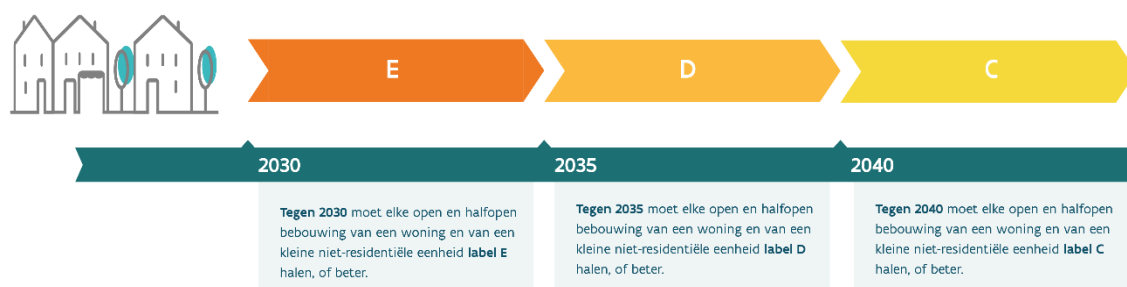 E
D
C
2030
2035
2040
Tegen 2030 moet elke open en halfopen
bebouwing van een woning en van een
kleine niet-residentiële eenheid label E
halen, of beter.
Tegen 2035 moet elke open en halfopen
bebouwing van een woning en van een
kleine niet-residentiële eenheid label D
halen, of beter.
Tegen 2040 moet elke open en halfopen
bebouwing van een woning en van een
kleine niet-residentiële eenheid label C
halen, of beter.